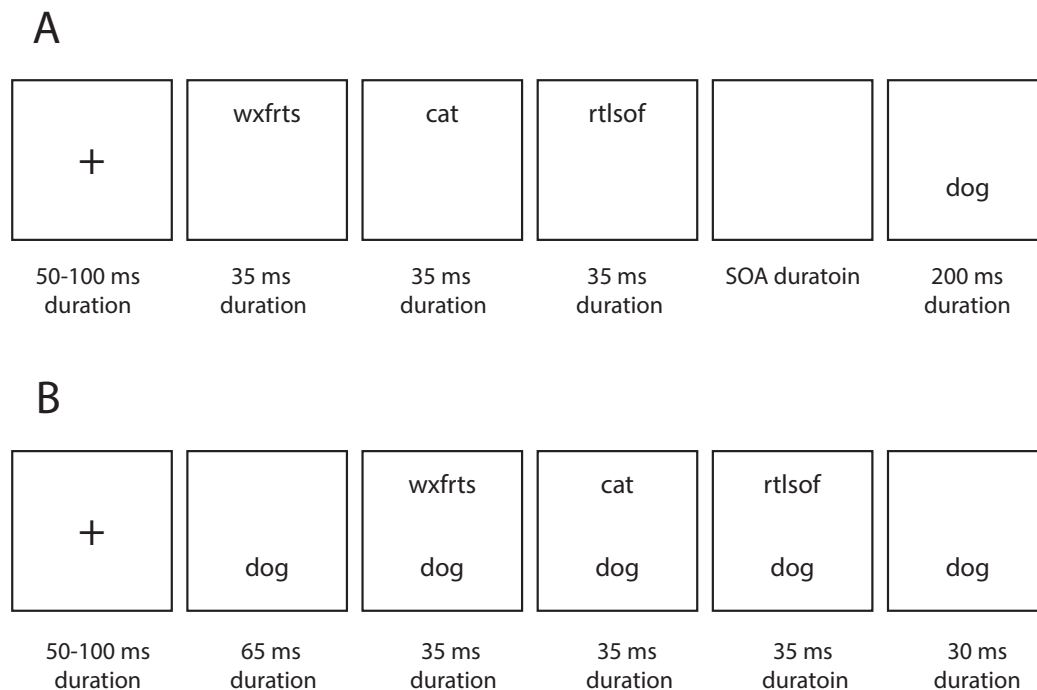 A
+
wxfrts
cat
rtlsof
dog
50-100 ms
duration
35 ms
duration
35 ms
duration
35 ms
duration
SOA duratoin
200 ms
duration
B
+
dog
wxfrts
dog
cat
dog
rtlsof
dog
dog
50-100 ms
duration
65 ms
duration
35 ms
duration
35 ms
duration
35 ms
duratoin
30 ms
duration